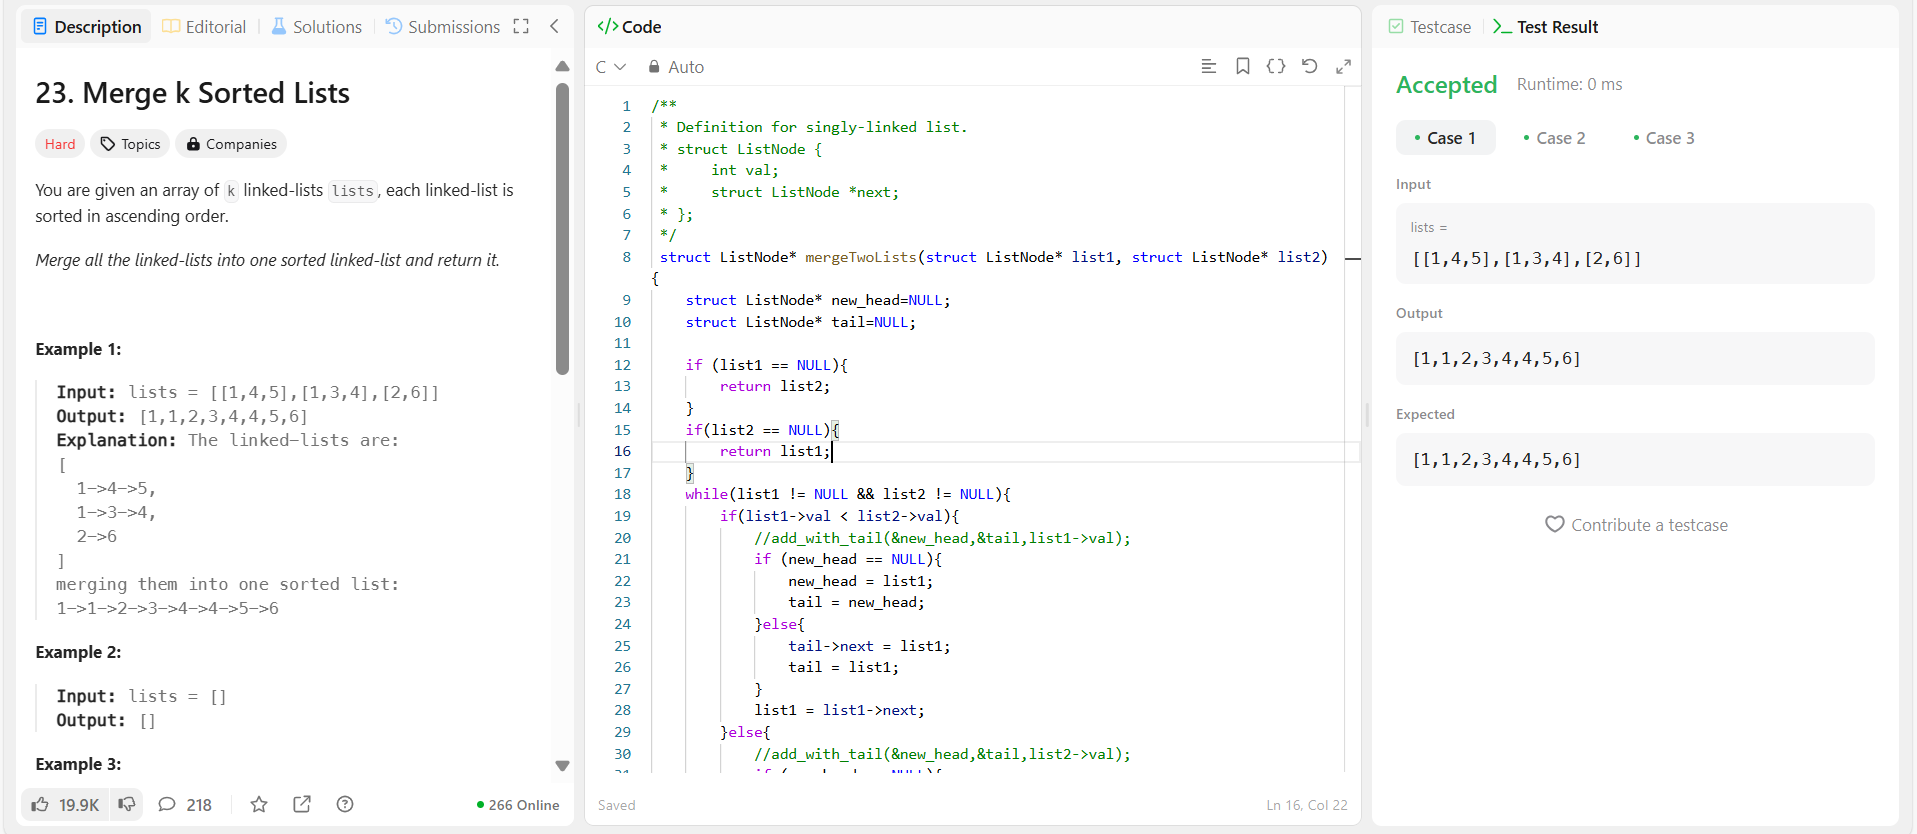 Description Editorial Solutions Submissions
23. Merge k Sorted Lists
Hard Topics Companies
You are given an array of k linked-lists lists, each linked-list is
sorted in ascending order.
Merge all the linked-lists into one sorted linked-list and return it.
Example 1:
Input: lists = [[1,4,5],[1,3,4],[2,6]]
Output: [1,1,2,3,4,4,5,6]
Explanation: The linked-lists are:
[
1->4->5,
1->3->4,
2->6
]
merging them into one sorted list:
1->1->2->3->4->4->5->6
Example 2:
Input: lists = []
Output: []
Example 3:
19.9K 218 266 Online
</> Code
C Auto
1 /**
2 * Definition for singly-linked list.
3 * struct ListNode {
4 *     int val;
5 *     struct ListNode *next;
6 * };
7 */
8 struct ListNode* mergeTwoLists(struct ListNode* list1, struct ListNode* list2)
{
9     struct ListNode* new_head=NULL;
10     struct ListNode* tail=NULL;
11
12     if (list1 == NULL){
13         return list2;
14     }
15     if(list2 == NULL){
16         return list1;
17     }
18     while(list1 != NULL && list2 != NULL){
19         if(list1->val < list2->val){
20             //add_with_tail(&new_head,&tail,list1->val);
21             if (new_head == NULL){
22                 new_head = list1;
23                 tail = new_head;
24             }else{
25                 tail->next = list1;
26                 tail = list1;
27             }
28             list1 = list1->next;
29         }else{
30             //add_with_tail(&new_head,&tail,list2->val);
Saved Ln 16, Col 22
Testcase Test Result
Accepted Runtime: 0 ms
Case 1 Case 2 Case 3
Input
lists =
[[1,4,5],[1,3,4],[2,6]]
Output
[1,1,2,3,4,4,5,6]
Expected
[1,1,2,3,4,4,5,6]
Contribute a testcase